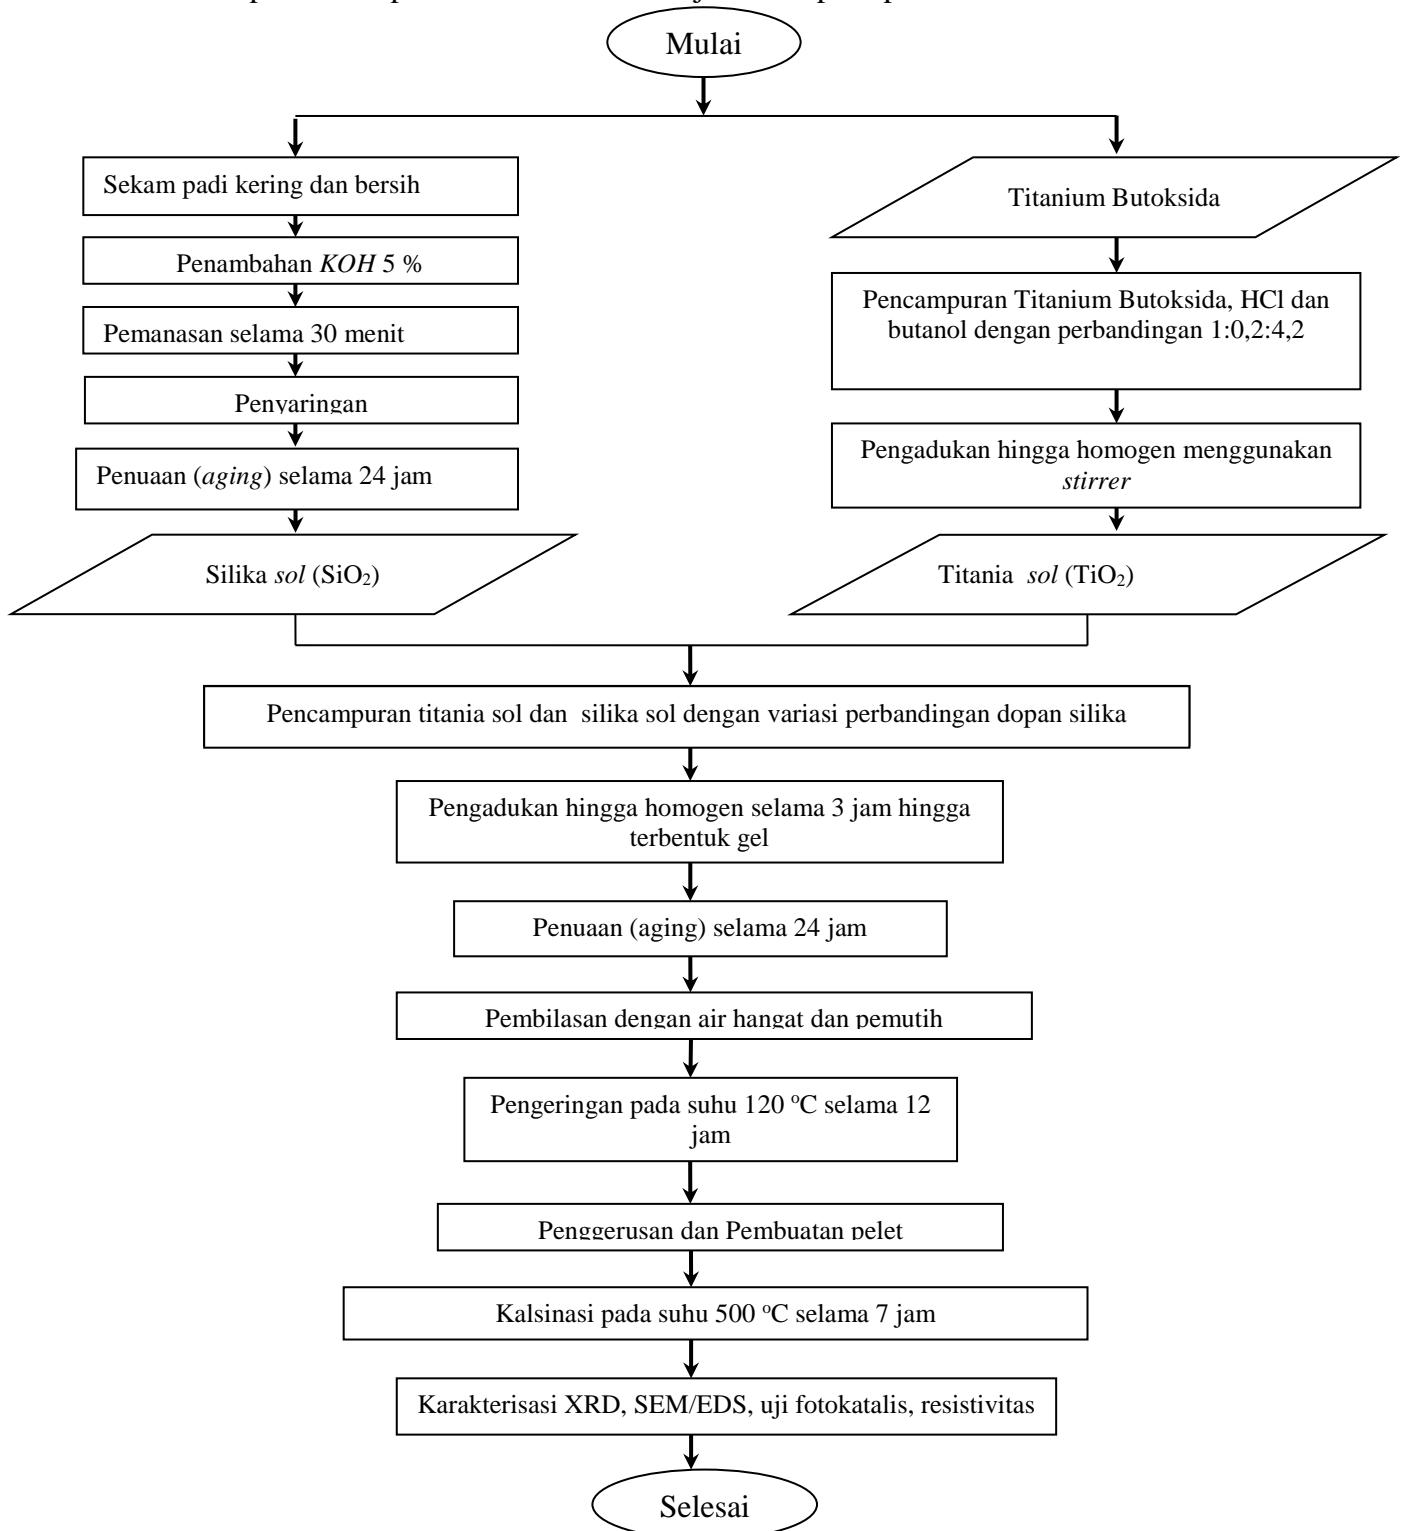 Mulai
Sekam padi kering dan bersih
Penambahan KOH 5 %
Pemanasan selama 30 menit
Penyaringan
Penuaan (aging) selama 24 jam
Silika sol (SiO₂)
Titanium Butoksida
Pencampuran Titanium Butoksida, HCl dan
butanol dengan perbandingan 1:0,2:4,2
Pengadukan hingga homogen menggunakan
stirrer
Titania sol (TiO₂)
Pencampuran titania sol dan silika sol dengan variasi perbandingan dopan silika
Pengadukan hingga homogen selama 3 jam hingga
terbentuk gel
Penuaan (aging) selama 24 jam
Pembilasan dengan air hangat dan pemutih
Pengeringan pada suhu 120 ºC selama 12
jam
Penggerusan dan Pembuatan pelet
Kalsinasi pada suhu 500 ºC selama 7 jam
Karakterisasi XRD, SEM/EDS, uji fotokatalis, resistivitas
Selesai